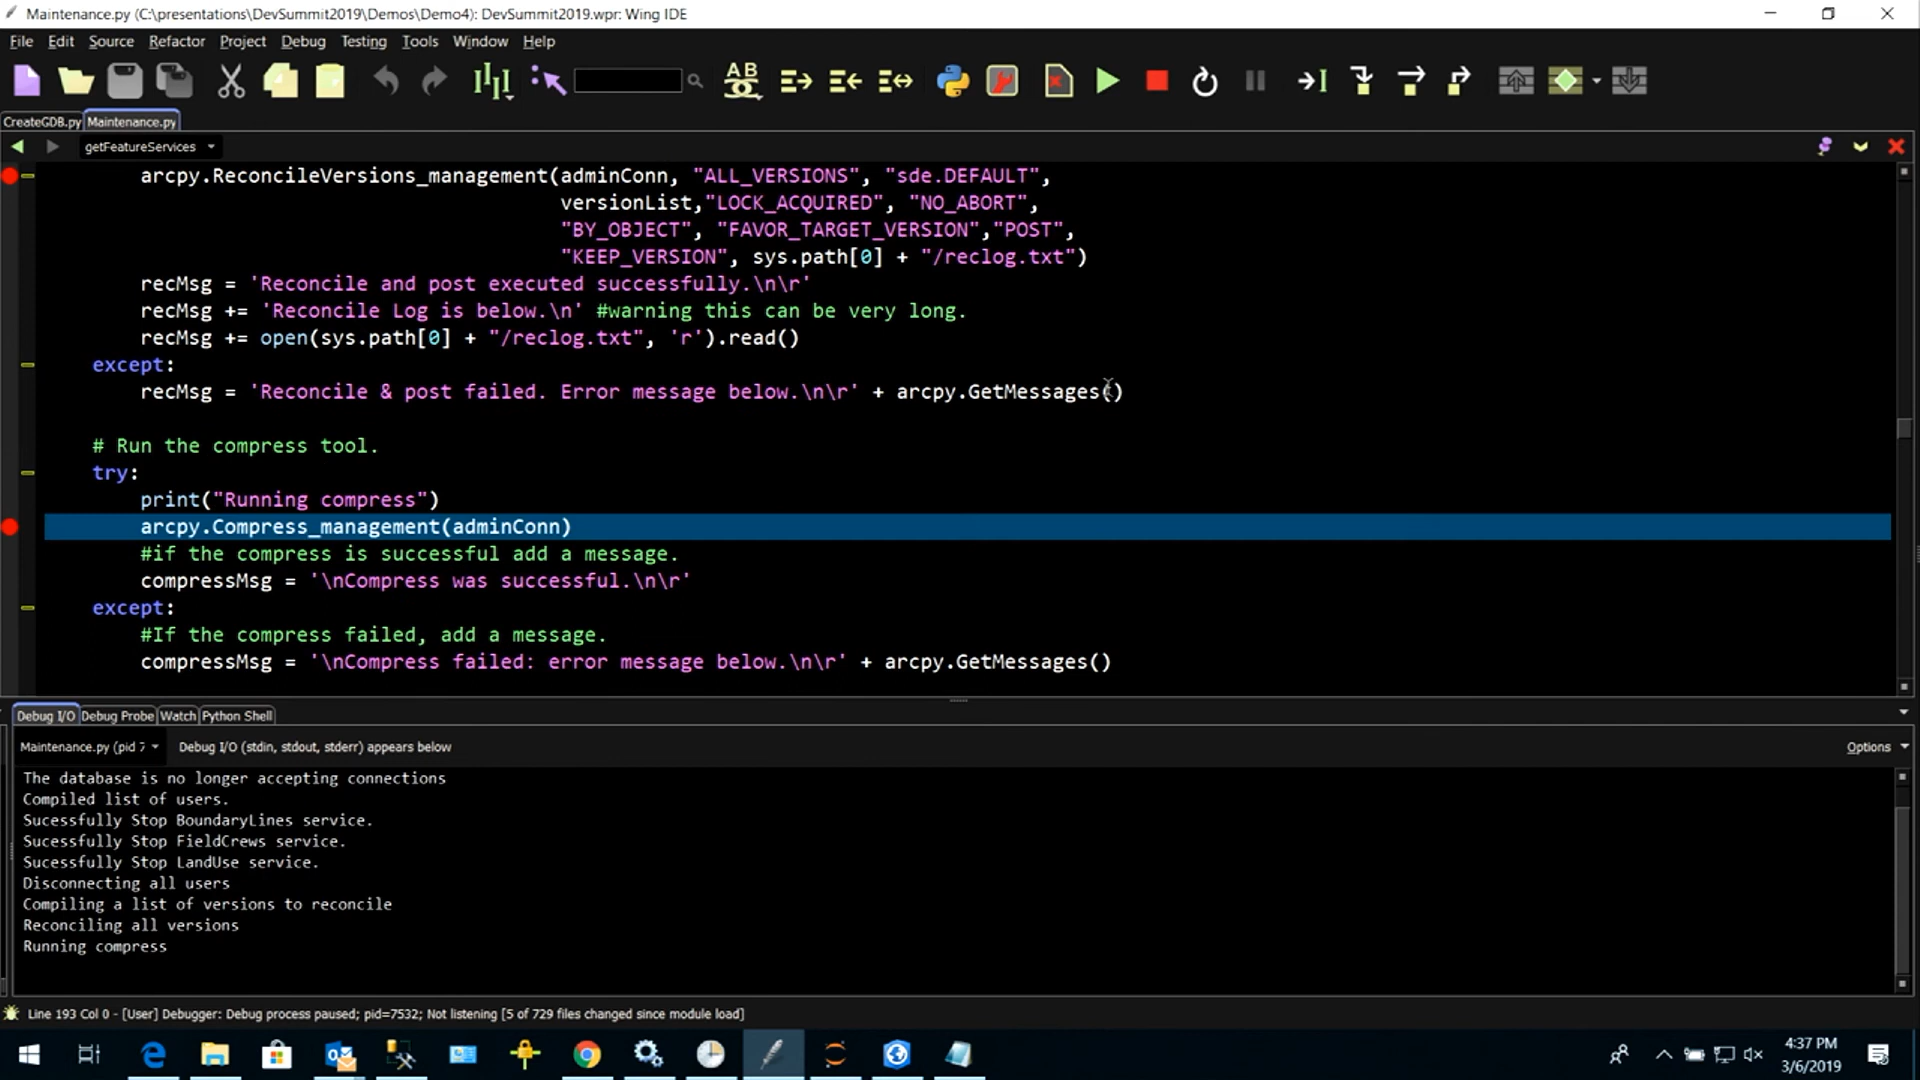 Maintenance.py (C:\presentations\DevSummit2019\Demos\Demo4): DevSummit2019.wpr: Wing IDE
File Edit Source Refactor Project Debug Testing Tools Window Help
AB
CreateGDB.py Maintenance.py
getFeatureServices
arcpy.ReconcileVersions_management(adminConn, "ALL_VERSIONS", "sde.DEFAULT",
versionList,"LOCK_ACQUIRED", "NO_ABORT",
"BY_OBJECT", "FAVOR_TARGET_VERSION","POST",
"KEEP_VERSION", sys.path[0] + "/reclog.txt")
recMsg = 'Reconcile and post executed successfully.\n\r'
recMsg += 'Reconcile Log is below.\n' #warning this can be very long.
recMsg += open(sys.path[0] + "/reclog.txt", 'r').read()
except:
recMsg = 'Reconcile & post failed. Error message below.\n\r' + arcpy.GetMessages()
# Run the compress tool.
try:
print("Running compress")
arcpy.Compress_management(adminConn)
#if the compress is successful add a message.
compressMsg = '\nCompress was successful.\n\r'
except:
#If the compress failed, add a message.
compressMsg = '\nCompress failed: error message below.\n\r' + arcpy.GetMessages()
Debug I/O Debug Probe Watch Python Shell
Maintenance.py (pid 7 Debug I/O (stdin, stdout, stderr) appears below Options
The database is no longer accepting connections
Compiled list of users.
Sucessfully Stop BoundaryLines service.
Sucessfully Stop FieldCrews service.
Sucessfully Stop LandUse service.
Disconnecting all users
Compiling a list of versions to reconcile
Reconciling all versions
Running compress
Line 193 Col 0 - [User] Debugger: Debug process paused; pid=7532; Not listening [5 of 729 files changed since module load]
4:37 PM
3/6/2019